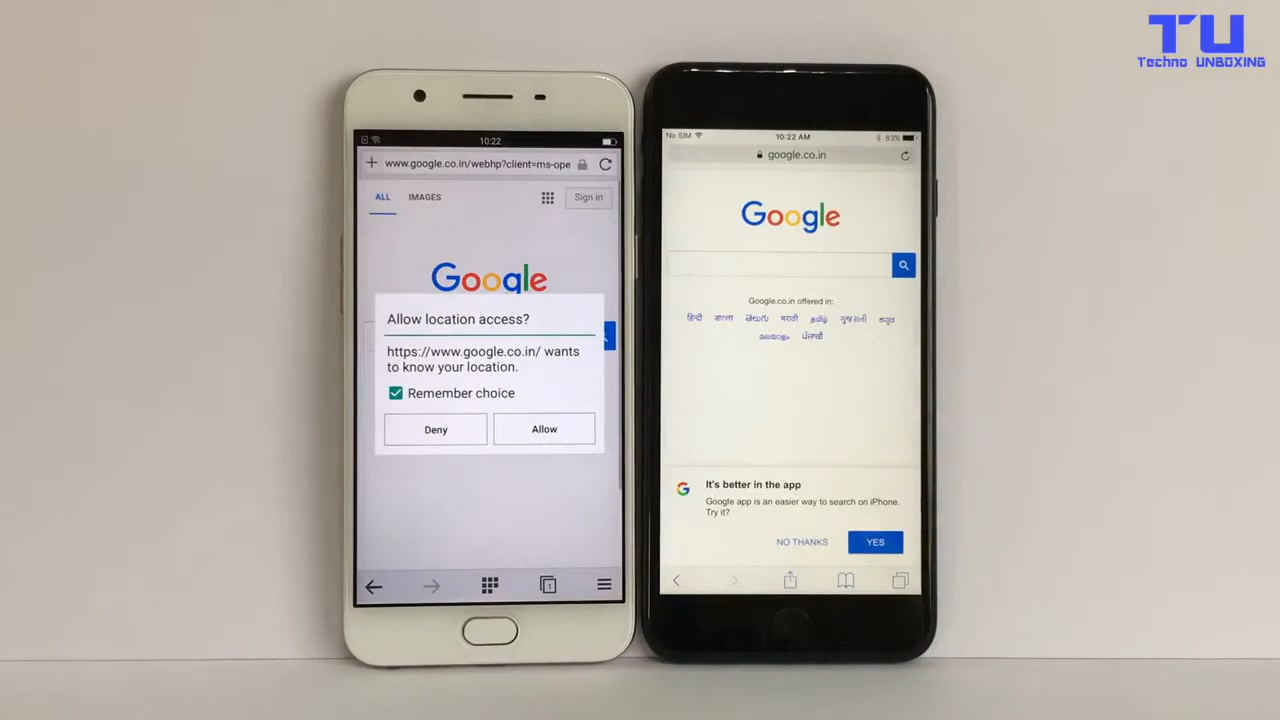 TU
Techno UNBOXING
10:22
www.google.co.in/webhp?client=ms-ope
ALL IMAGES Sign in
Google
Allow location access?
https://www.google.co.in/ wants
to know your location.
Remember choice
Deny Allow
1
No SIM 10:22 AM 83%
google.co.in
Google
Google.co.in offered in:
हिन्दी বাংলা తెలుగు मराठी தமிழ் ગુજરાતી ಕನ್ನಡ
മലയാളം ਪੰਜਾਬੀ
It's better in the app
Google app is an easier way to search on iPhone.
Try it?
NO THANKS YES